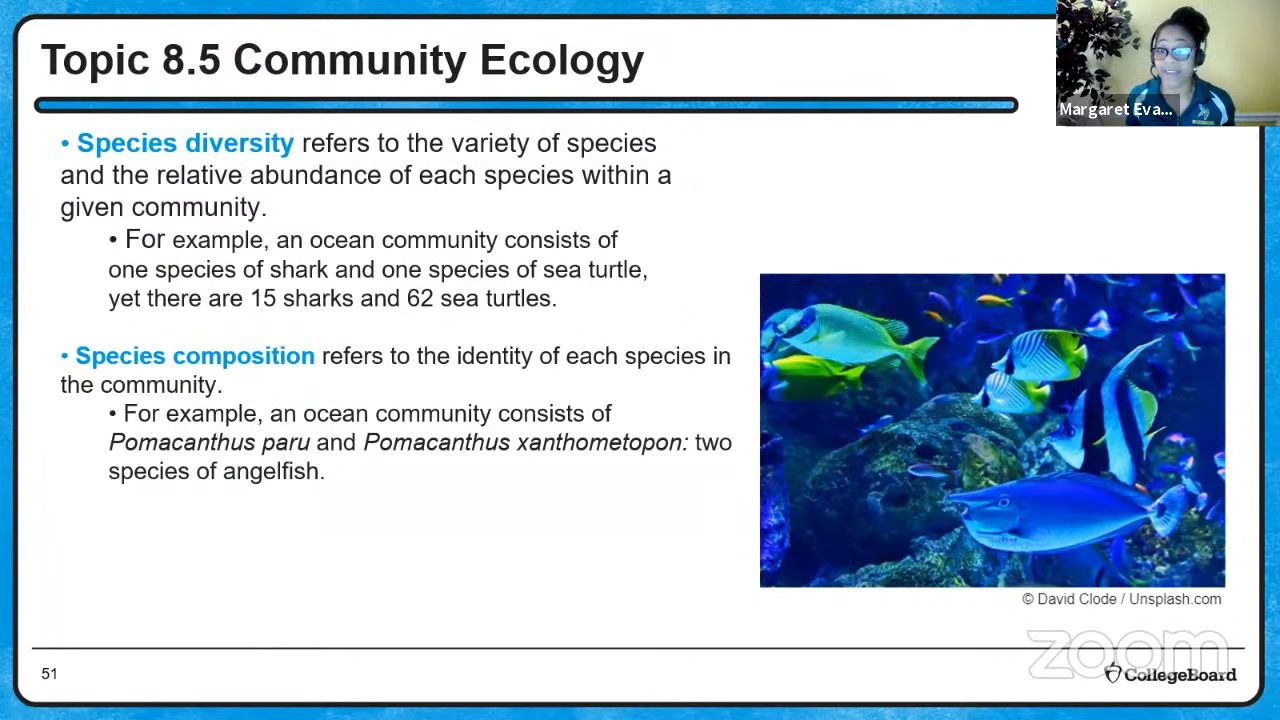 Topic 8.5 Community Ecology
Margaret Eva...
• Species diversity refers to the variety of species
and the relative abundance of each species within a
given community.
• For example, an ocean community consists of
one species of shark and one species of sea turtle,
yet there are 15 sharks and 62 sea turtles.
• Species composition refers to the identity of each species in
the community.
• For example, an ocean community consists of
Pomacanthus paru and Pomacanthus xanthometopon: two
species of angelfish.
© David Clode / Unsplash.com
zoom
51
CollegeBoard